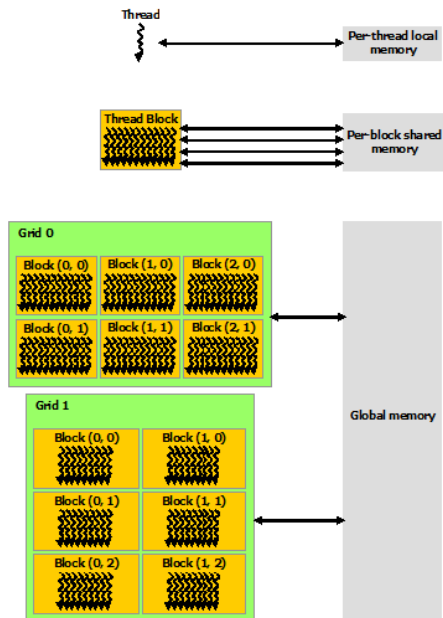 Thread
Per-thread local
memory
Thread Block
Per-block shared
memory
Grid 0
Block (0, 0) Block (1, 0) Block (2, 0)
Block (0, 1) Block (1, 1) Block (2, 1)
Global memory
Grid 1
Block (0, 0) Block (1, 0)
Block (0, 1) Block (1, 1)
Block (0, 2) Block (1, 2)